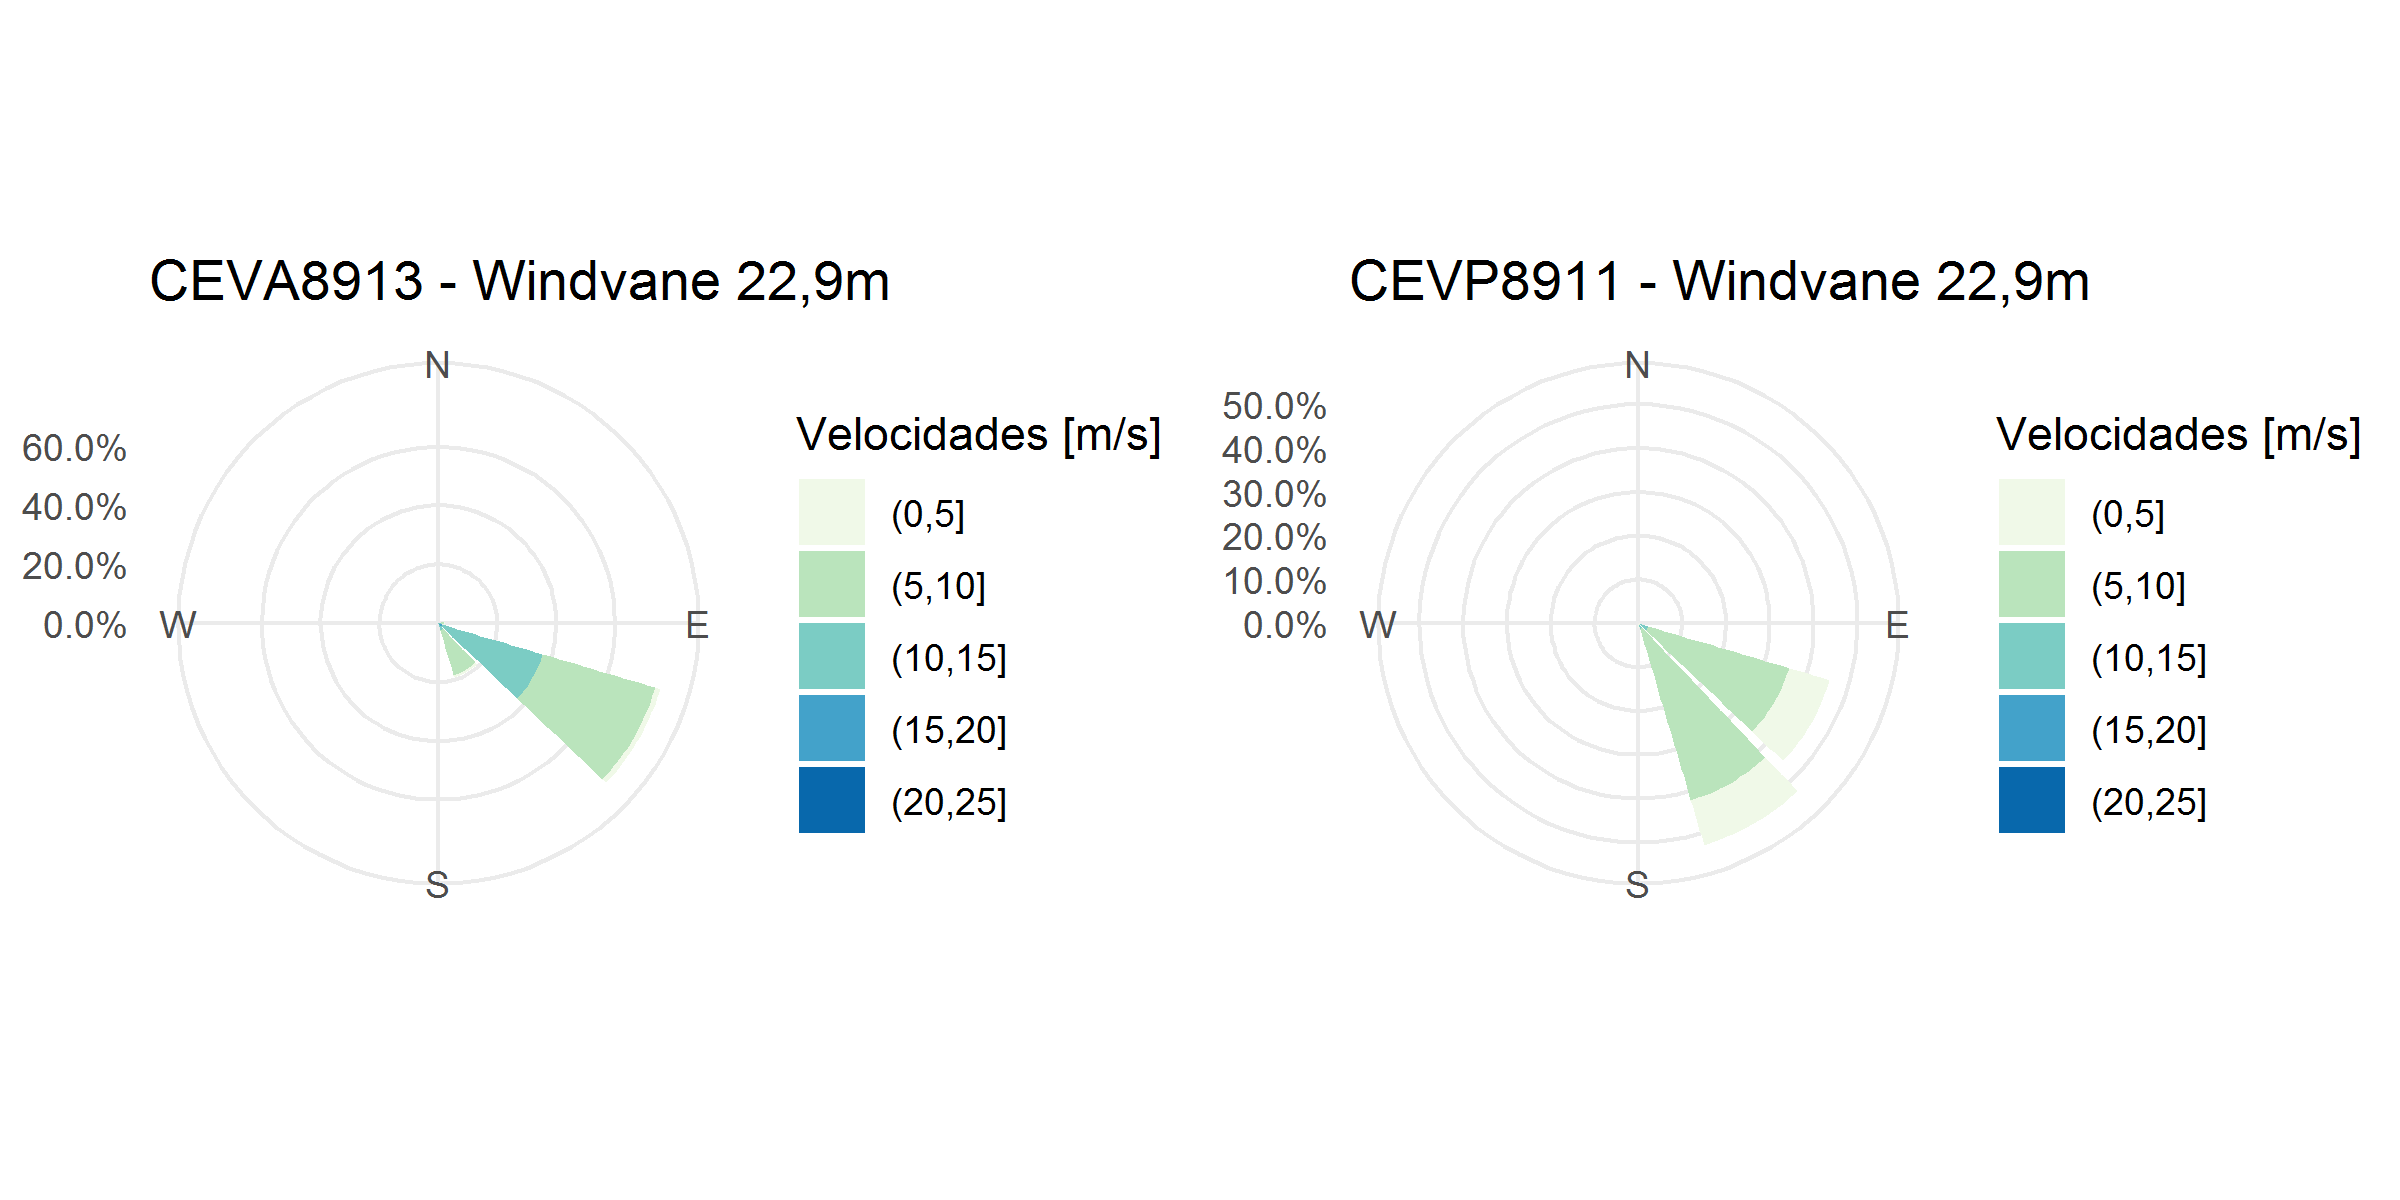 CEVA8913 - Windvane 22,9m
N
60.0%
40.0%
20.0%
0.0%
W
E
S
Velocidades [m/s]
(0,5]
(5,10]
(10,15]
(15,20]
(20,25]
CEVP8911 - Windvane 22,9m
N
50.0%
40.0%
30.0%
20.0%
10.0%
0.0%
W
E
S
Velocidades [m/s]
(0,5]
(5,10]
(10,15]
(15,20]
(20,25]